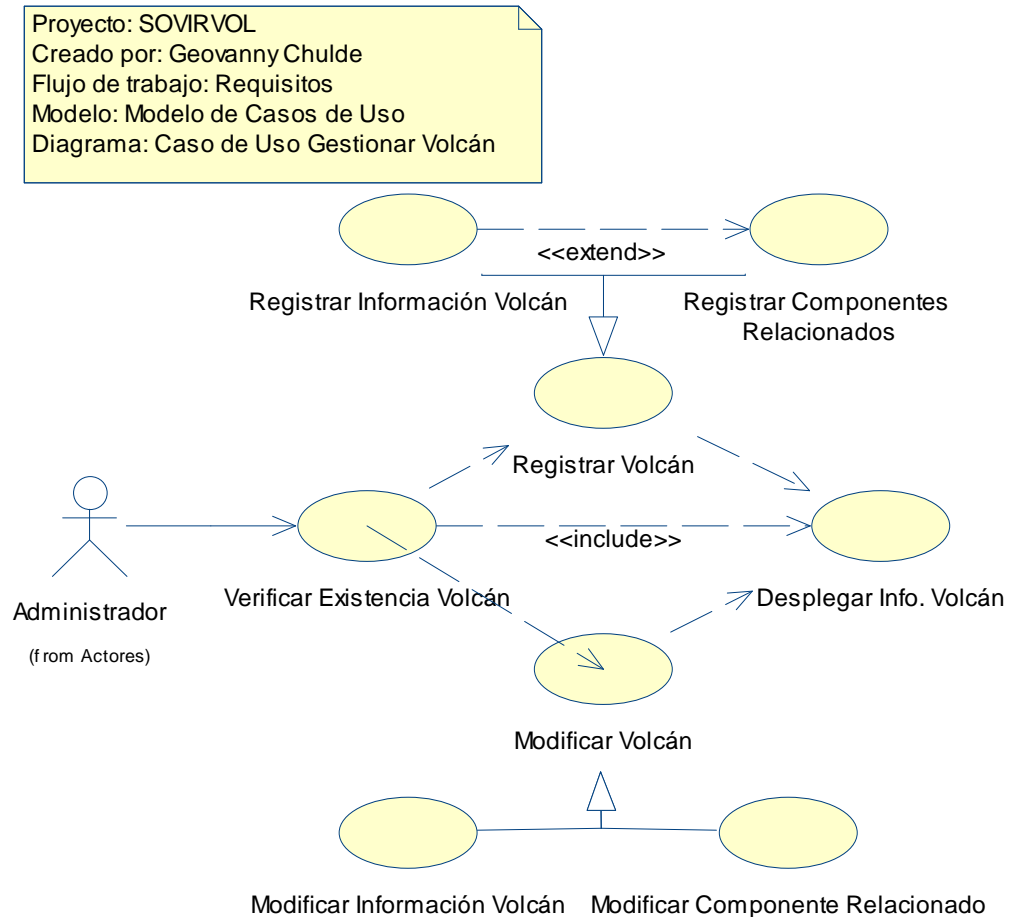 Proyecto: SOVIRVOL
Creado por: Geovanny Chulde
Flujo de trabajo: Requisitos
Modelo: Modelo de Casos de Uso
Diagrama: Caso de Uso Gestionar Volcán
<<extend>>
Registrar Información Volcán
Registrar Componentes
Relacionados
Registrar Volcán
<<include>>
Administrador
(from Actores)
Verificar Existencia Volcán
Desplegar Info. Volcán
Modificar Volcán
Modificar Información Volcán
Modificar Componente Relacionado